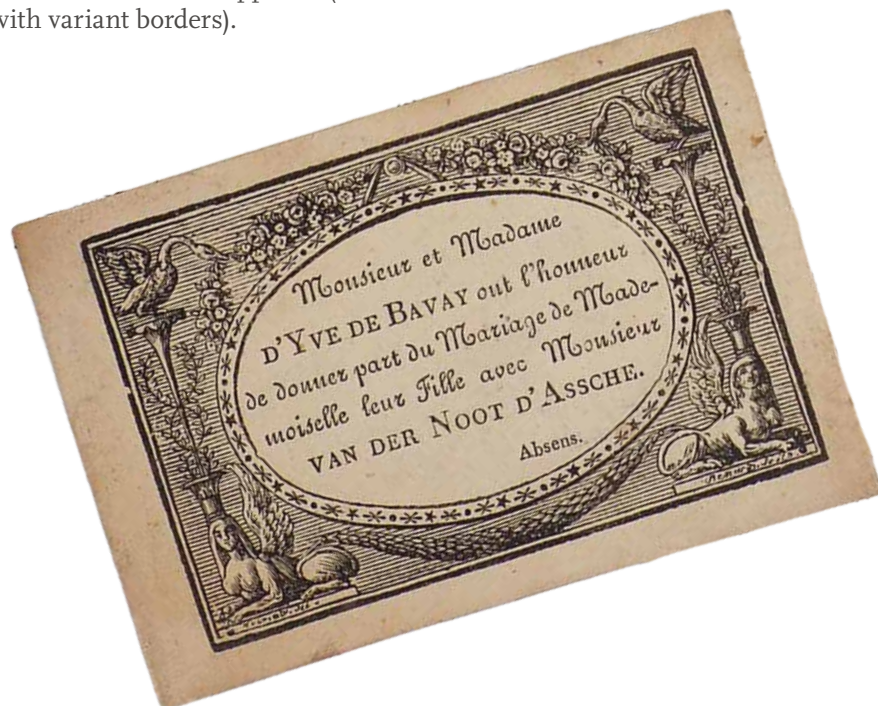 with variant borders).
Monsieur et Madame
D'YVE DE BAVAY ont l'honneur
de donner part du Mariage de Made-
moiselle leur Fille avec Monsieur
VAN DER NOOT D'ASSCHE.
Absens.